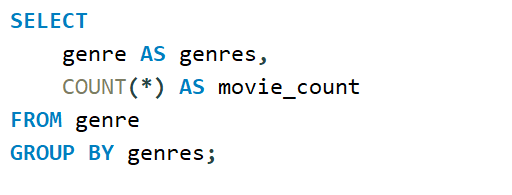 SELECT
    genre AS genres,
    COUNT(*) AS movie_count
FROM genre
GROUP BY genres;